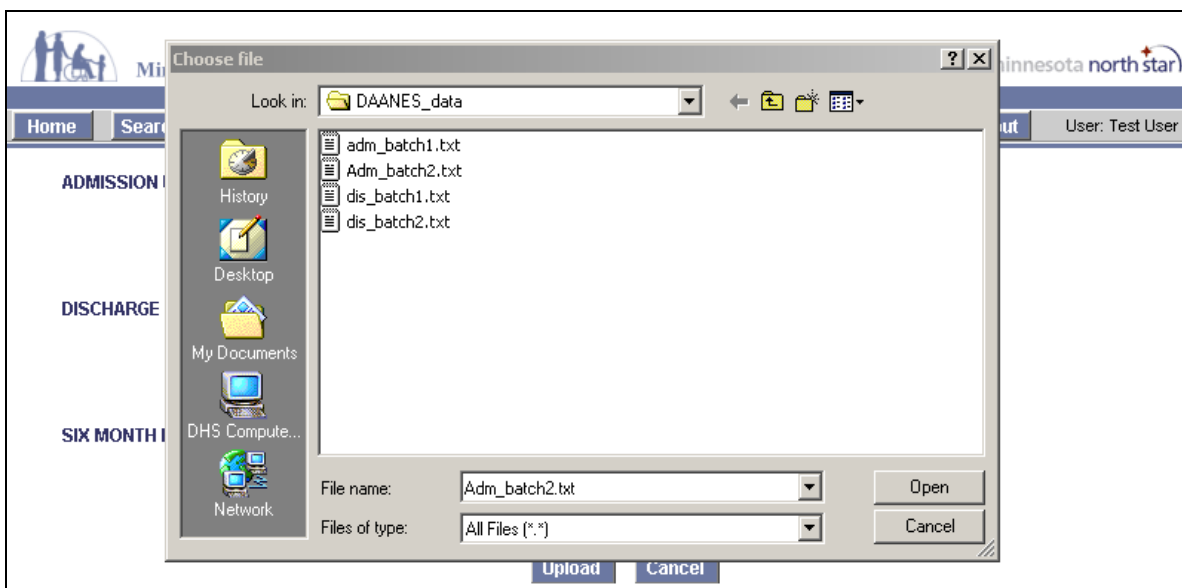 Choose file
innesota north star
Look in: DAANES_data
Home
User: Test User
adm_batch1.txt
Adm_batch2.txt
dis_batch1.txt
dis_batch2.txt
History
Desktop
My Documents
DHS Compute...
Network
ADMISSION
DISCHARGE
SIX MONTH
File name: Adm_batch2.txt Open
Files of type: All Files (*.*) Cancel
Upload Cancel